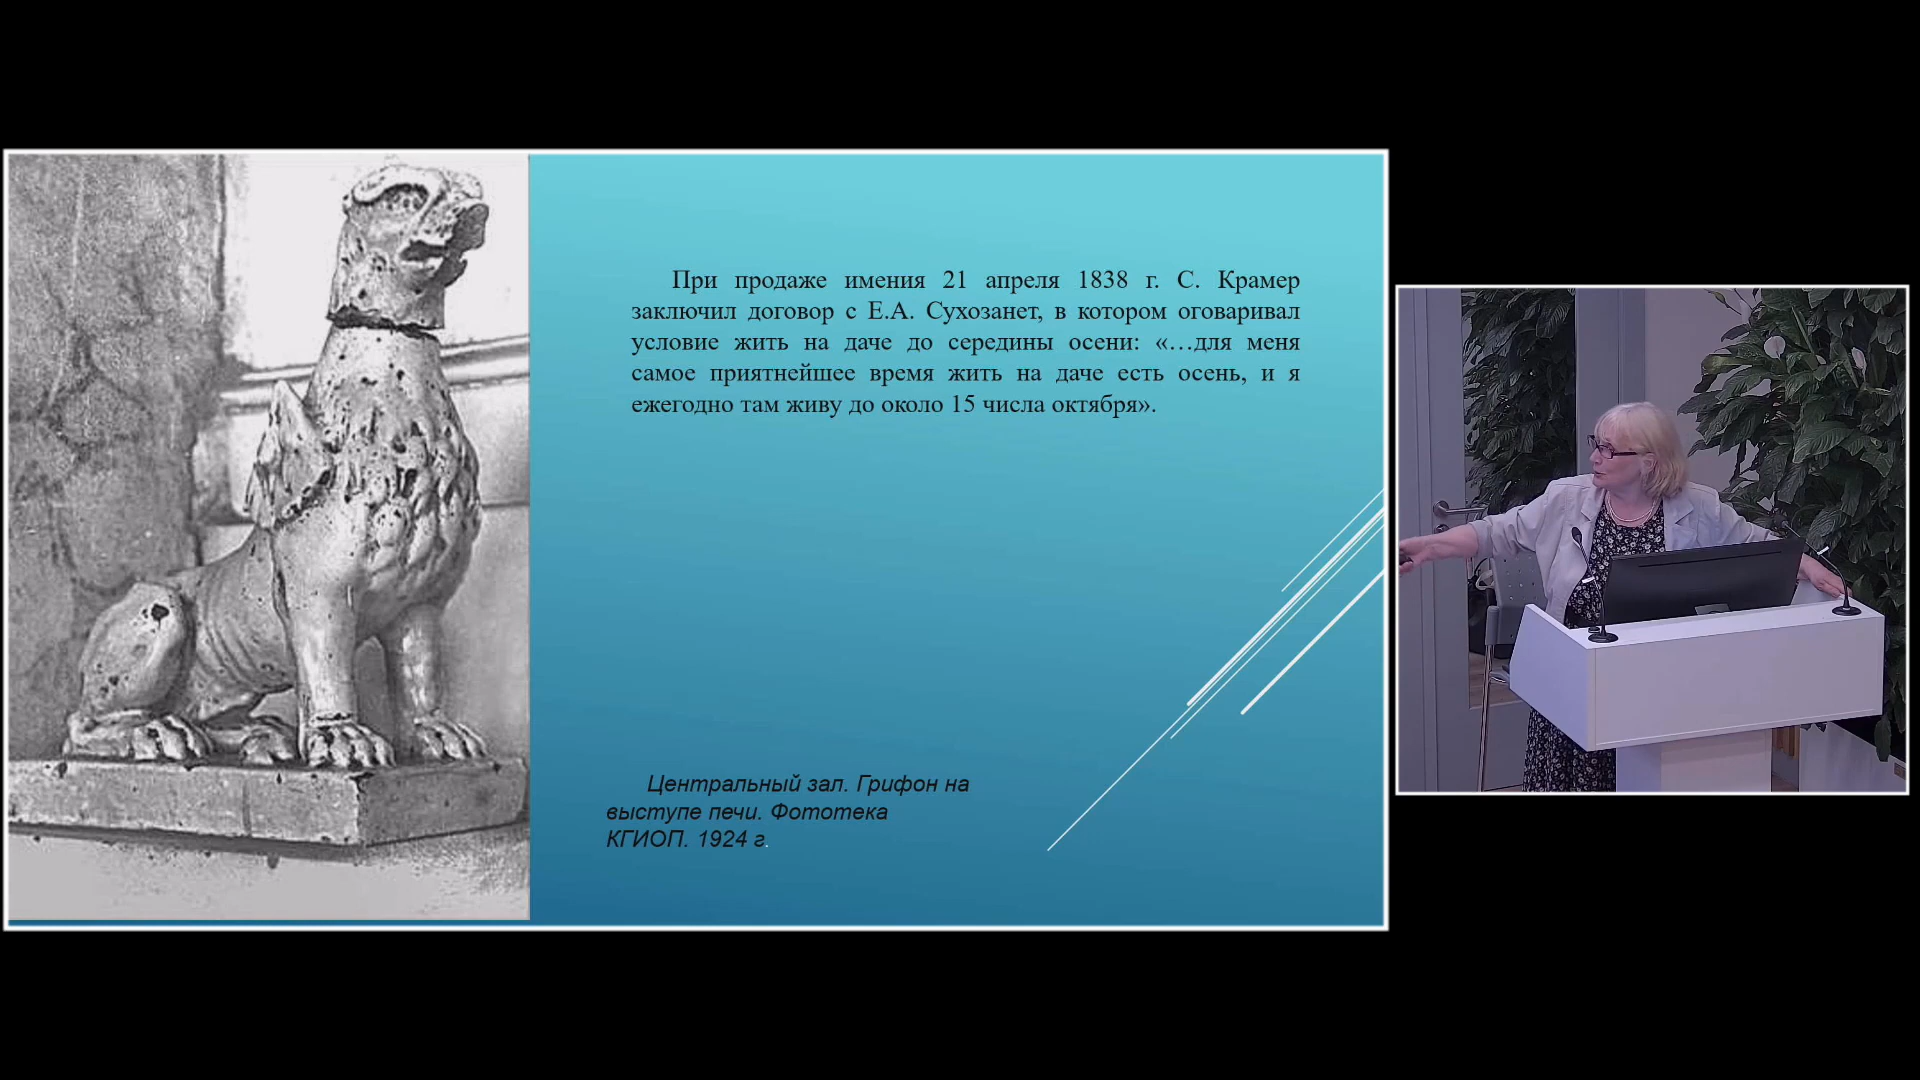 При продаже имения 21 апреля 1838 г. С. Крамер
заключил договор с Е.А. Сухозанет, в котором оговаривал
условие жить на даче до середины осени: «…для меня
самое приятнейшее время жить на даче есть осень, и я
ежегодно там живу до около 15 числа октября».
Центральный зал. Грифон на
выступе печи. Фототека
КГИОП. 1924 г.